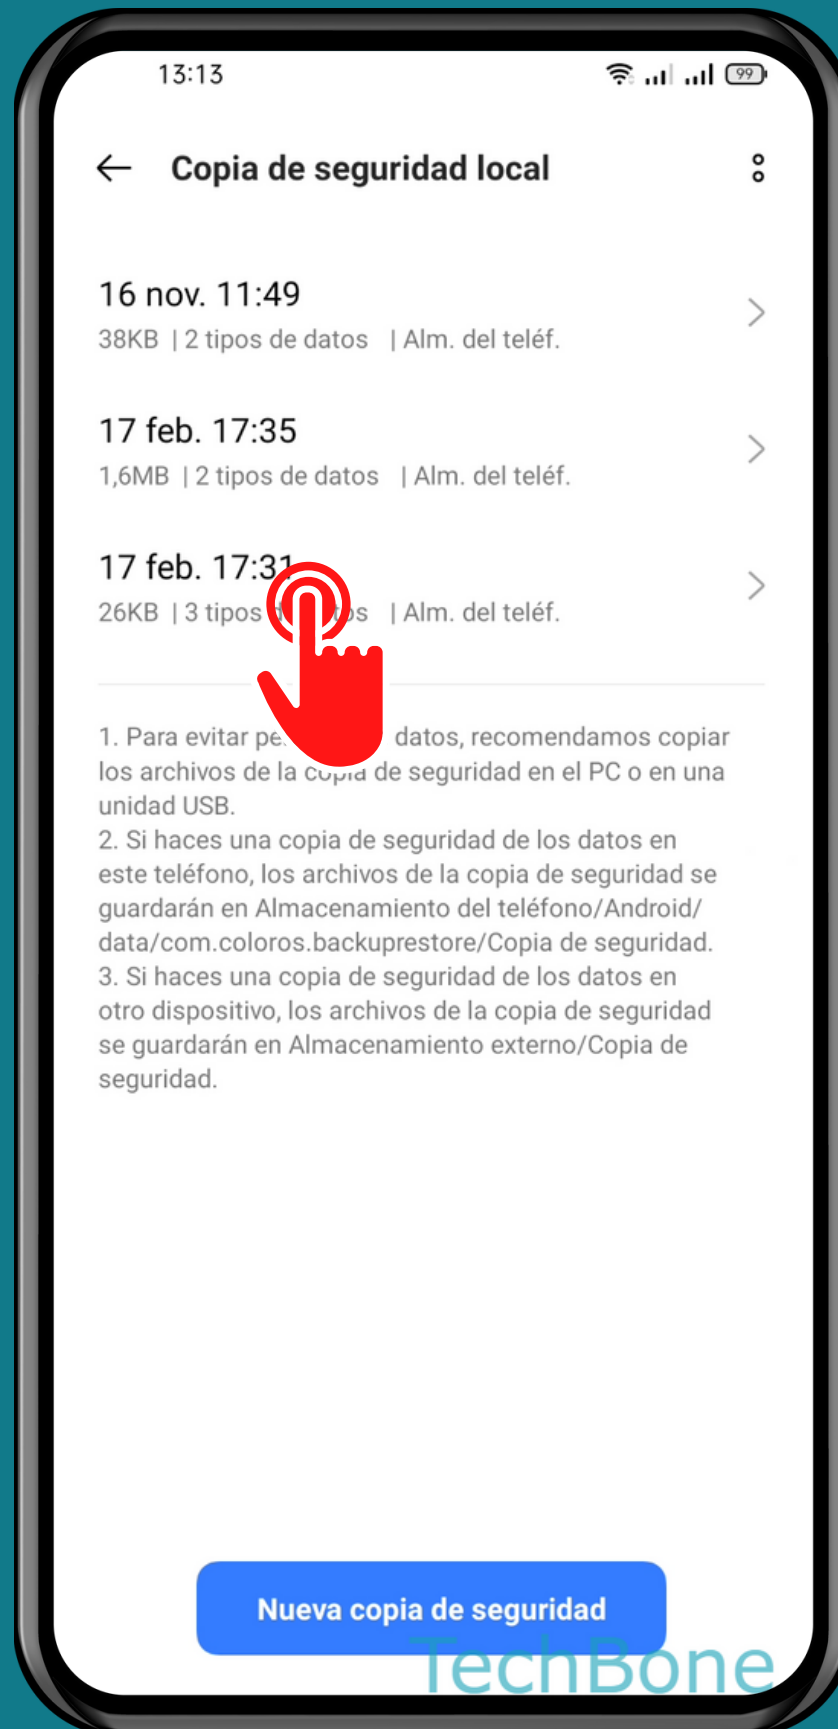 13:13
99
Copia de seguridad local
16 nov. 11:49
38KB | 2 tipos de datos | Alm. del teléf.
17 feb. 17:35
1,6MB | 2 tipos de datos | Alm. del teléf.
17 feb. 17:31
26KB | 3 tipos | Alm. del teléf.
1. Para evitar datos, recomendamos copiar
los archivos de la copia de seguridad en el PC o en una
unidad USB.
2. Si haces una copia de seguridad de los datos en
este teléfono, los archivos de la copia de seguridad se
guardarán en Almacenamiento del teléfono/Android/
data/com.coloros.backuprestore/Copia de seguridad.
3. Si haces una copia de seguridad de los datos en
otro dispositivo, los archivos de la copia de seguridad
se guardarán en Almacenamiento externo/Copia de
seguridad.
Nueva copia de seguridad
TechBone